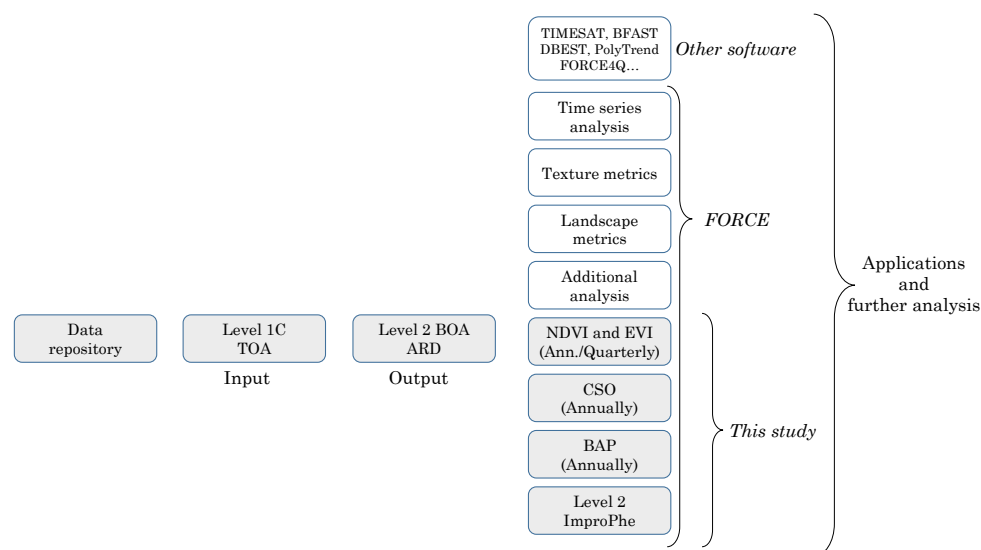 TIMESAT, BFAST
DBEST, PolyTrend
FORCE4Q...
Other software
Time series
analysis
Texture metrics
Landscape
metrics
FORCE
Additional
analysis
Applications
and
further analysis
Data
repository
Level 1C
TOA
Input
Level 2 BOA
ARD
Output
NDVI and EVI
(Ann./Quarterly)
CSO
(Annually)
This study
BAP
(Annually)
Level 2
ImproPhe